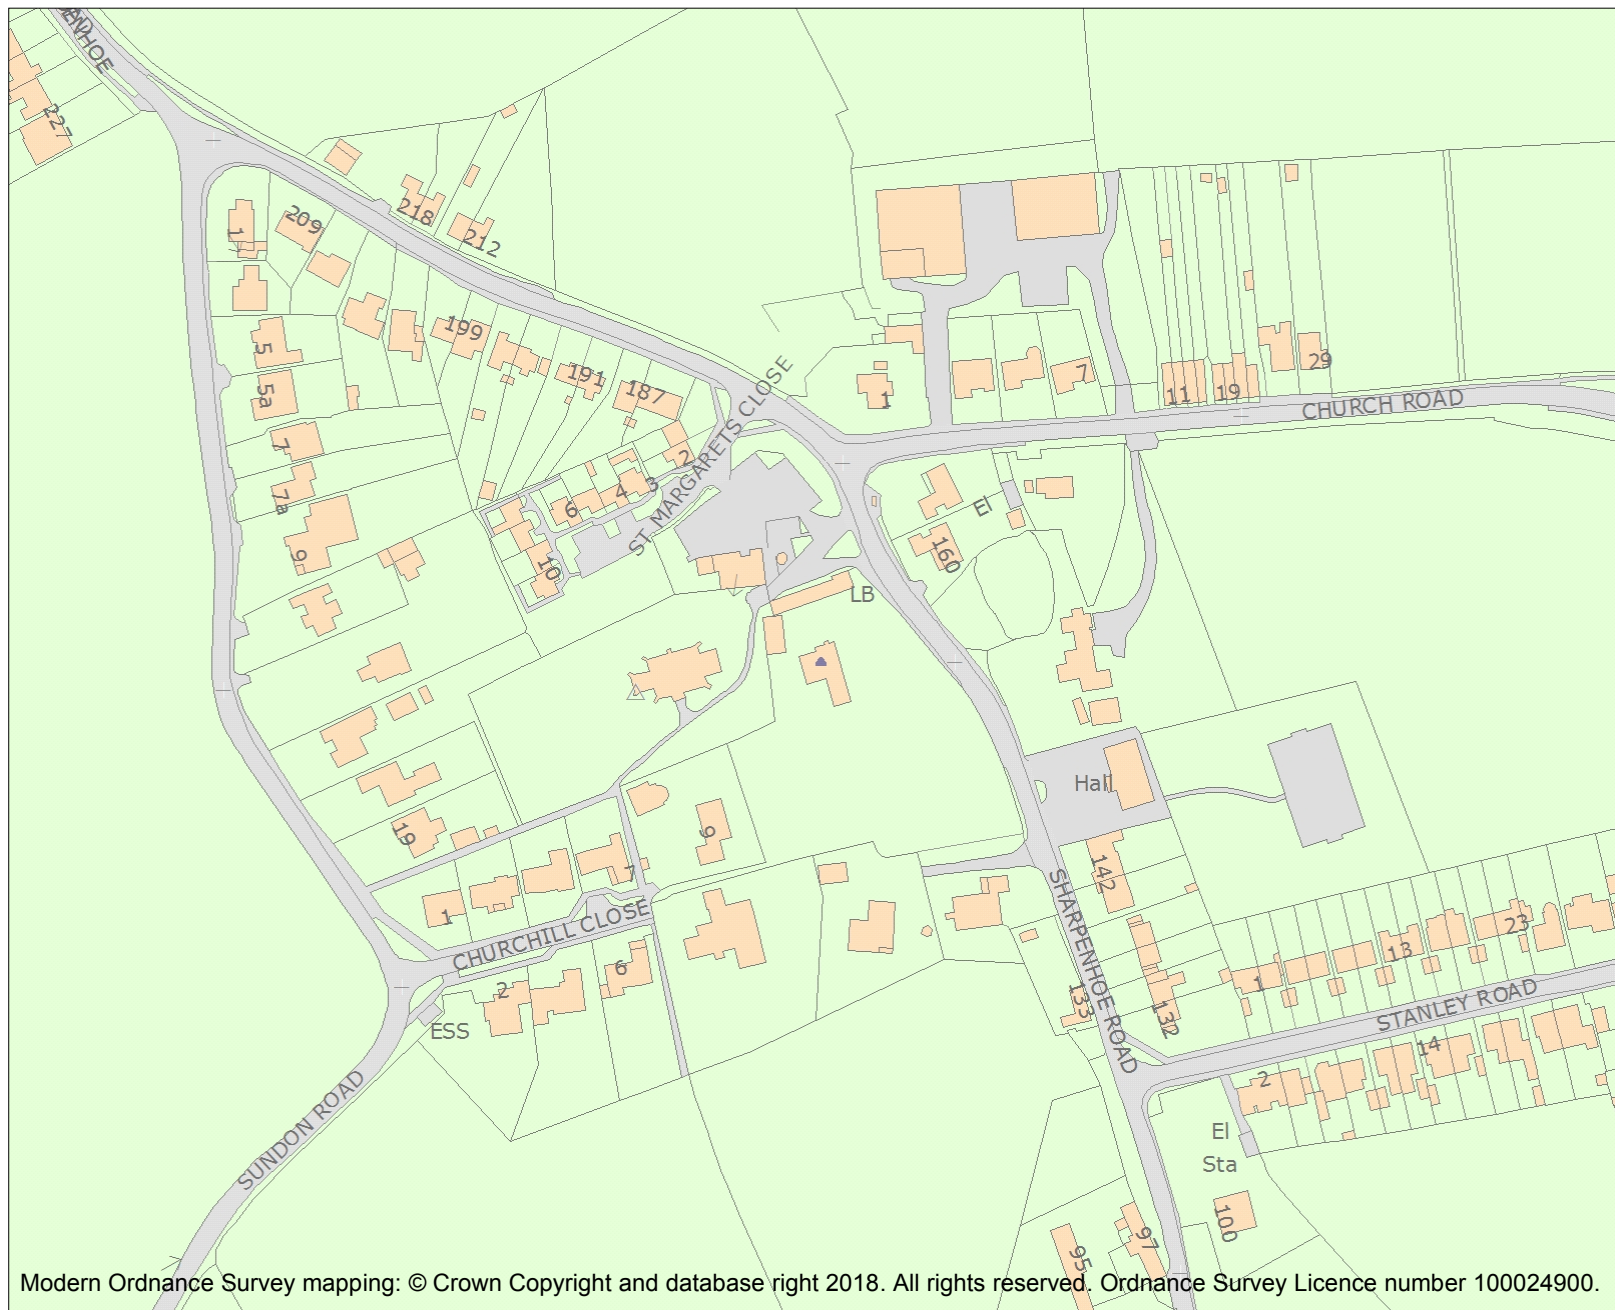 ENHOE
227
218
212
209
1
199
5
5a
191
187
ST MARGARETS CLOSE
1
7
11
19
29
CHURCH ROAD
7
7a
9
2
3
4
6
10
El
160
LB
Hall
142
19
9
7
1
CHURCHILL CLOSE
6
2
ESS
SUNDON ROAD
SHARPENHOE ROAD
133
132
1
13
23
STANLEY ROAD
14
2
El
Sta
100
97
95
Modern Ordnance Survey mapping: © Crown Copyright and database right 2018. All rights reserved. Ordnance Survey Licence number 100024900.